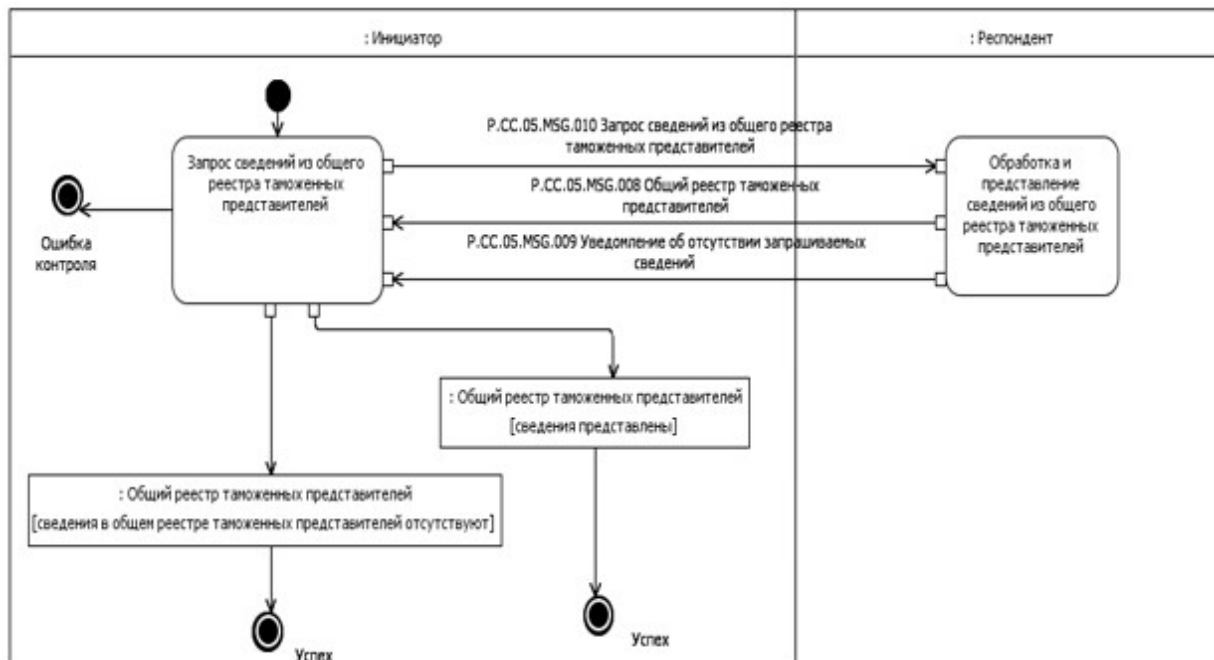 : Инициатор
: Респондент
P.CC.05.MSG.010 Запрос сведений из общего реестра
таможенных представителей
Запрос сведений из общего
реестра таможенных
представителей
Обработка и
представление
сведений из общего
реестра таможенных
представителей
P.CC.05.MSG.008 Общий реестр таможенных
представителей
P.CC.05.MSG.009 Уведомление об отсутствии запрашиваемых
сведений
Ошибка
контроля
: Общий реестр таможенных представителей
[сведения представлены]
: Общий реестр таможенных представителей
[сведения в общем реестре таможенных представителей отсутствуют]
Успех
Успех